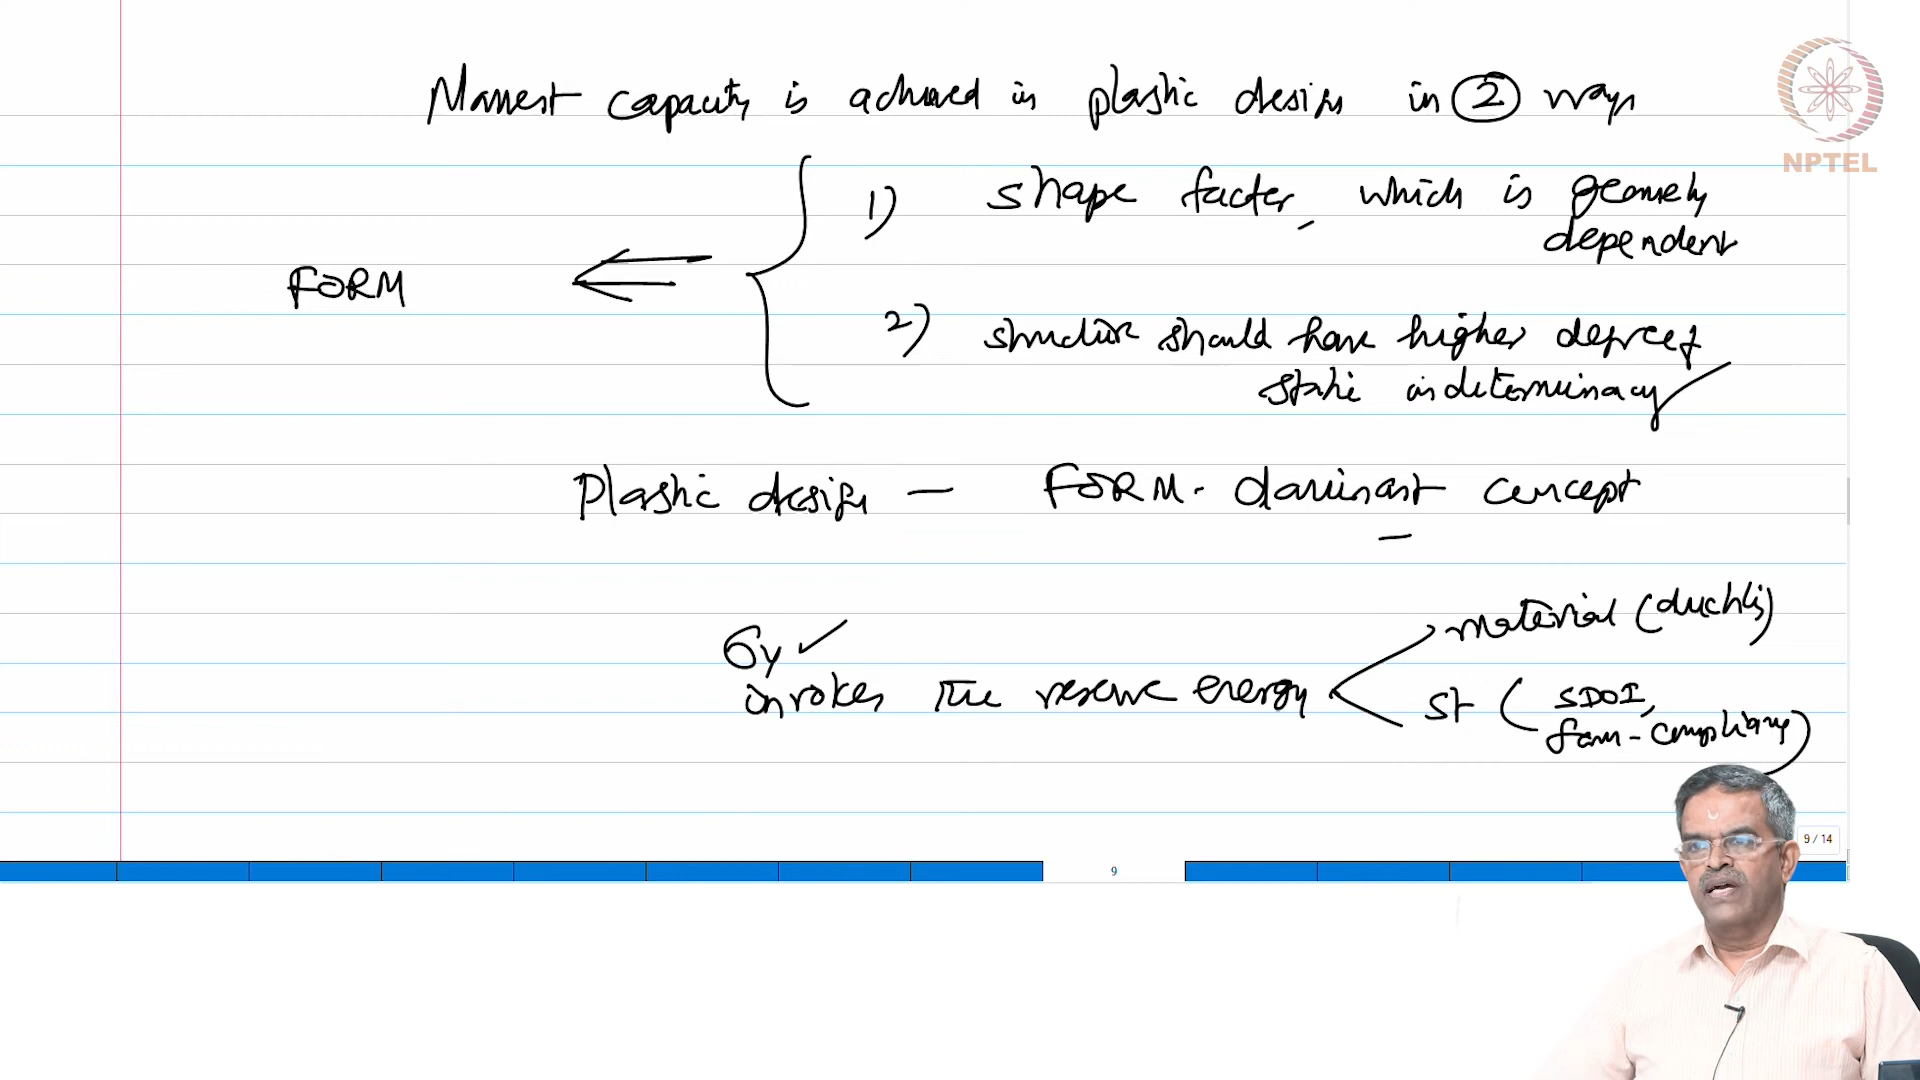 Moment capacity is achieved in plastic design in 2 ways
NPTEL
1) shape factor, which is geometry
dependent
FORM
2) structure should have higher degree of
static indeterminacy
Plastic design - FORM-dominant concept
σy
invokes the reserve energy
material (ductility)
St (SDOI,
form-compliance)
9 / 14
9